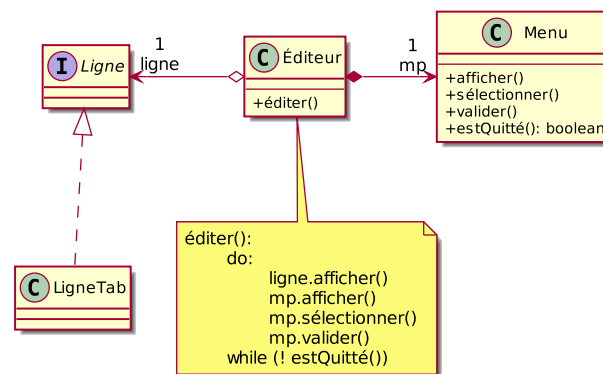 I Ligne
1
ligne
C Éditeur
+éditer()
1
mp
C Menu
+afficher()
+sélectionner()
+valider()
+estQuitté(): boolean
C LigneTab
éditer():
do:
ligne.afficher()
mp.afficher()
mp.sélectionner()
mp.valider()
while (! estQuitté())